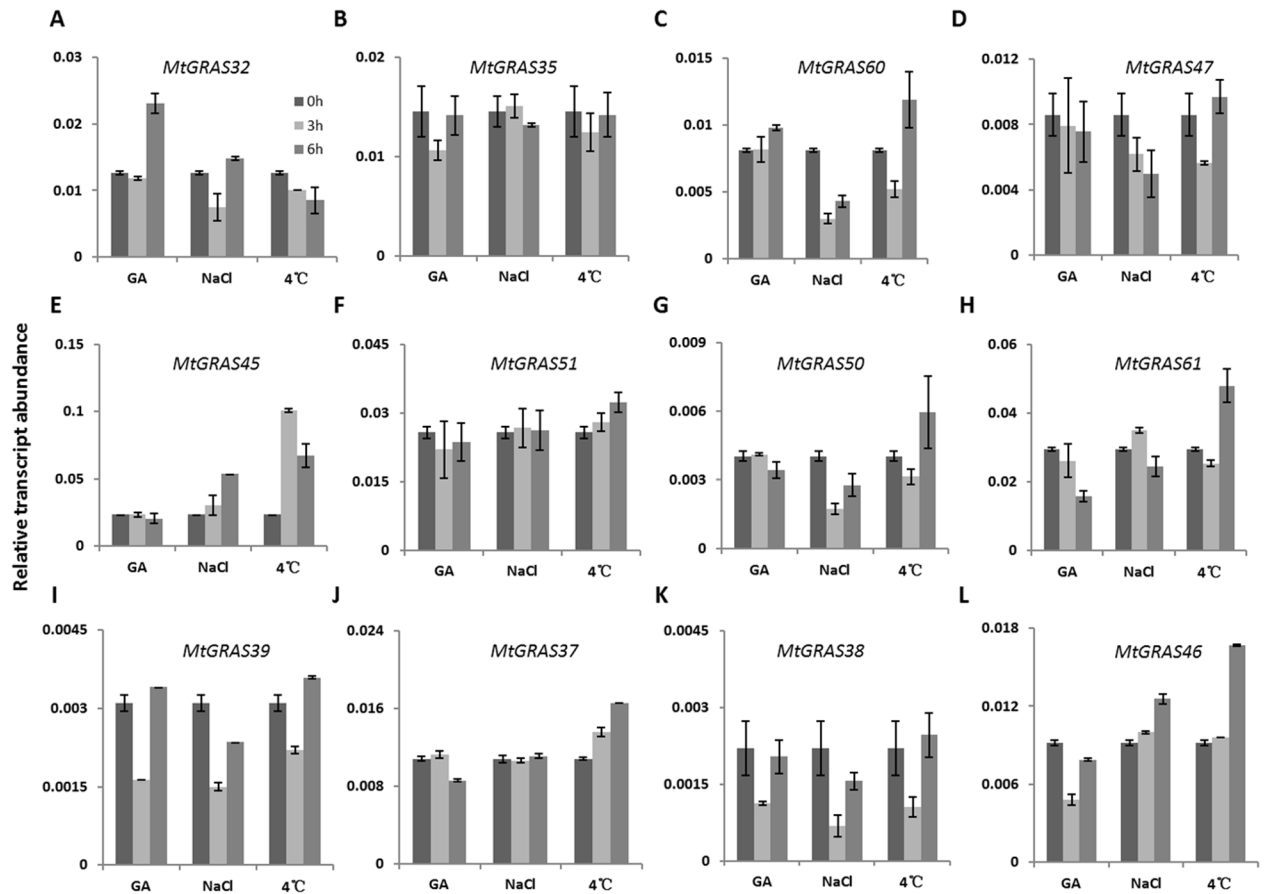 Relative transcript abundance
A
MtGRAS32
0.03
0.02
0.01
0
0h
3h
6h
GA NaCl 4℃
B
MtGRAS35
0.02
0.01
0
GA NaCl 4℃
C
MtGRAS60
0.015
0.01
0.005
0
GA NaCl 4℃
D
MtGRAS47
0.012
0.008
0.004
0
GA NaCl 4℃
E
MtGRAS45
0.15
0.1
0.05
0
GA NaCl 4℃
F
MtGRAS51
0.045
0.03
0.015
0
GA NaCl 4℃
G
MtGRAS50
0.009
0.006
0.003
0
GA NaCl 4℃
H
MtGRAS61
0.06
0.04
0.02
0
GA NaCl 4℃
I
MtGRAS39
0.0045
0.003
0.0015
0
GA NaCl 4℃
J
MtGRAS37
0.024
0.016
0.008
0
GA NaCl 4℃
K
MtGRAS38
0.0045
0.003
0.0015
0
GA NaCl 4℃
L
MtGRAS46
0.018
0.012
0.006
0
GA NaCl 4℃